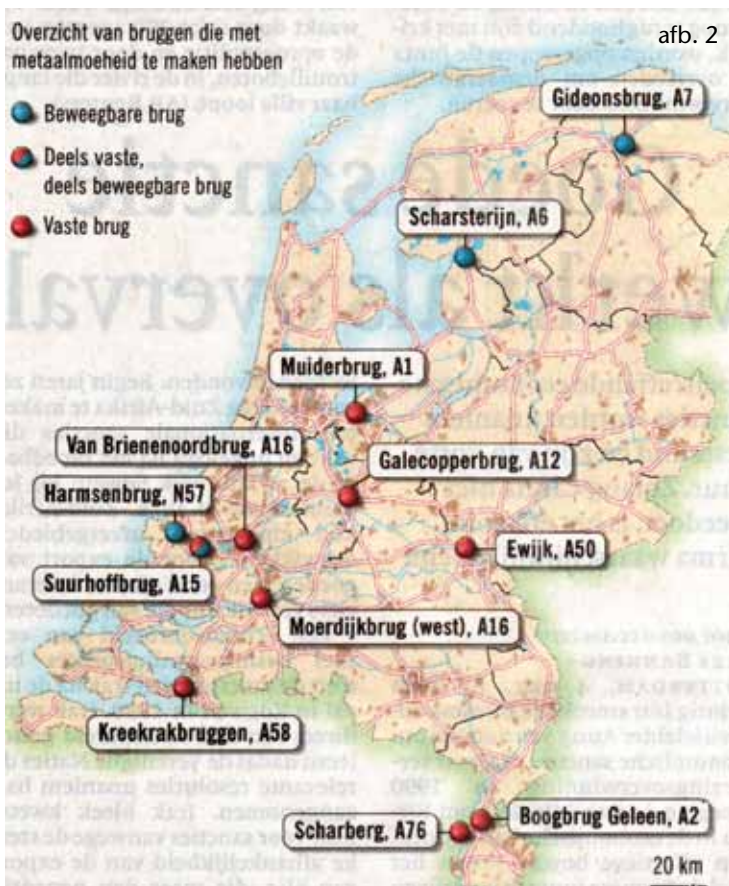 afb. 2
Overzicht van bruggen die met
metaalmoeheid te maken hebben
Beweegbare brug
Deels vaste,
deels beweegbare brug
Vaste brug
Gideonsbrug, A7
Scharsterijn, A6
Muiderbrug, A1
Van Brienenoordbrug, A16
Galecopperbrug, A12
Harmsenbrug, N57
Ewijk, A50
Suurhoffbrug, A15
Moerdijkbrug (west), A16
Kreekrakbruggen, A58
Boogbrug Geleen, A2
Scharberg, A76
20 km